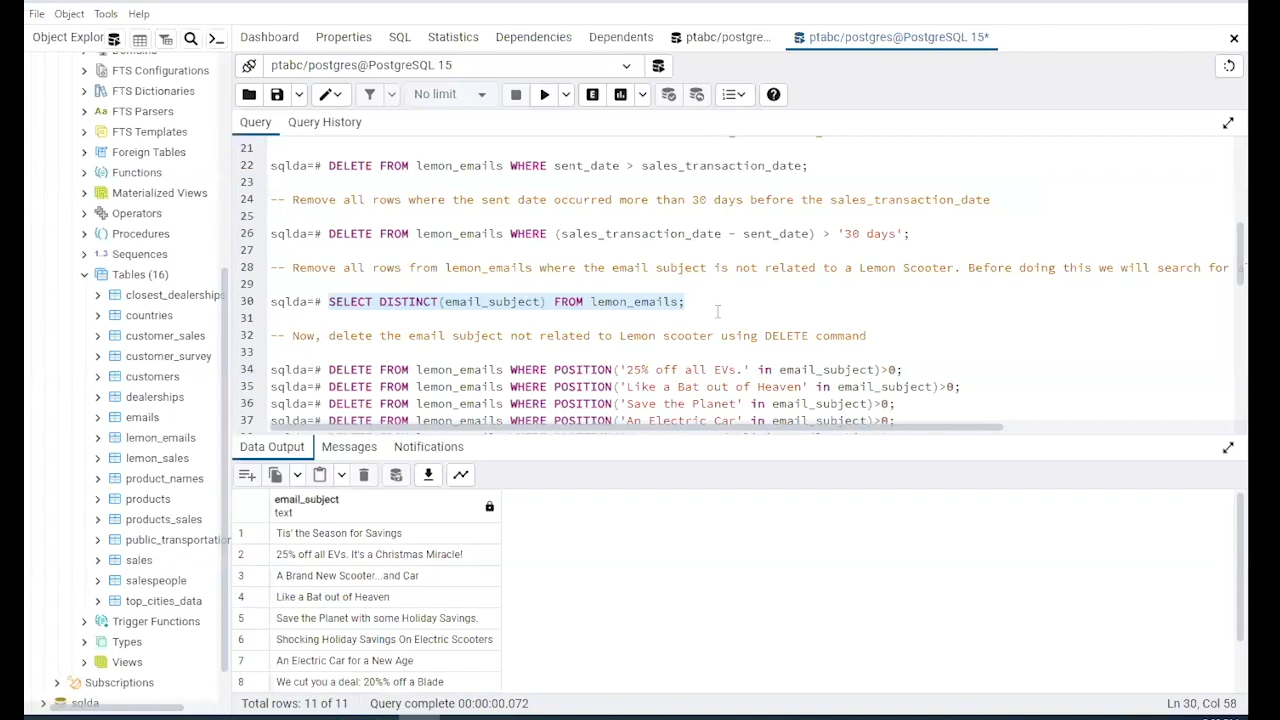 File Object Tools Help
Object Explor
Dashboard Properties SQL Statistics Dependencies Dependents ptabc/postgre... ptabc/postgres@PostgreSQL 15*
ptabc/postgres@PostgreSQL 15
No limit
Query Query History
FTS Configurations
FTS Dictionaries
FTS Parsers
FTS Templates
Foreign Tables
Functions
Materialized Views
Operators
Procedures
Sequences
Tables (16)
closest_dealerships
countries
customer_sales
customer_survey
customers
dealerships
emails
lemon_emails
lemon_sales
product_names
products
products_sales
public_transportation
sales
salespeople
top_cities_data
Trigger Functions
Types
Views
Subscriptions
sqlda
21
22 sqlda=# DELETE FROM lemon_emails WHERE sent_date > sales_transaction_date;
23
24 -- Remove all rows where the sent date occurred more than 30 days before the sales_transaction_date
25
26 sqlda=# DELETE FROM lemon_emails WHERE (sales_transaction_date - sent_date) > '30 days';
27
28 -- Remove all rows from lemon_emails where the email subject is not related to a Lemon Scooter. Before doing this we will search for
29
30 sqlda=# SELECT DISTINCT(email_subject) FROM lemon_emails;
31
32 -- Now, delete the email subject not related to Lemon scooter using DELETE command
33
34 sqlda=# DELETE FROM lemon_emails WHERE POSITION('25% off all EVs.' in email_subject)>0;
35 sqlda=# DELETE FROM lemon_emails WHERE POSITION('Like a Bat out of Heaven' in email_subject)>0;
36 sqlda=# DELETE FROM lemon_emails WHERE POSITION('Save the Planet' in email_subject)>0;
37 sqlda=# DELETE FROM lemon_emails WHERE POSITION('An Electric Car' in email_subject)>0;
Data Output Messages Notifications
email_subject
text
1 Tis' the Season for Savings
2 25% off all EVs. It's a Christmas Miracle!
3 A Brand New Scooter...and Car
4 Like a Bat out of Heaven
5 Save the Planet with some Holiday Savings.
6 Shocking Holiday Savings On Electric Scooters
7 An Electric Car for a New Age
8 We cut you a deal: 20%% off a Blade
Total rows: 11 of 11 Query complete 00:00:00.072 Ln 30, Col 58